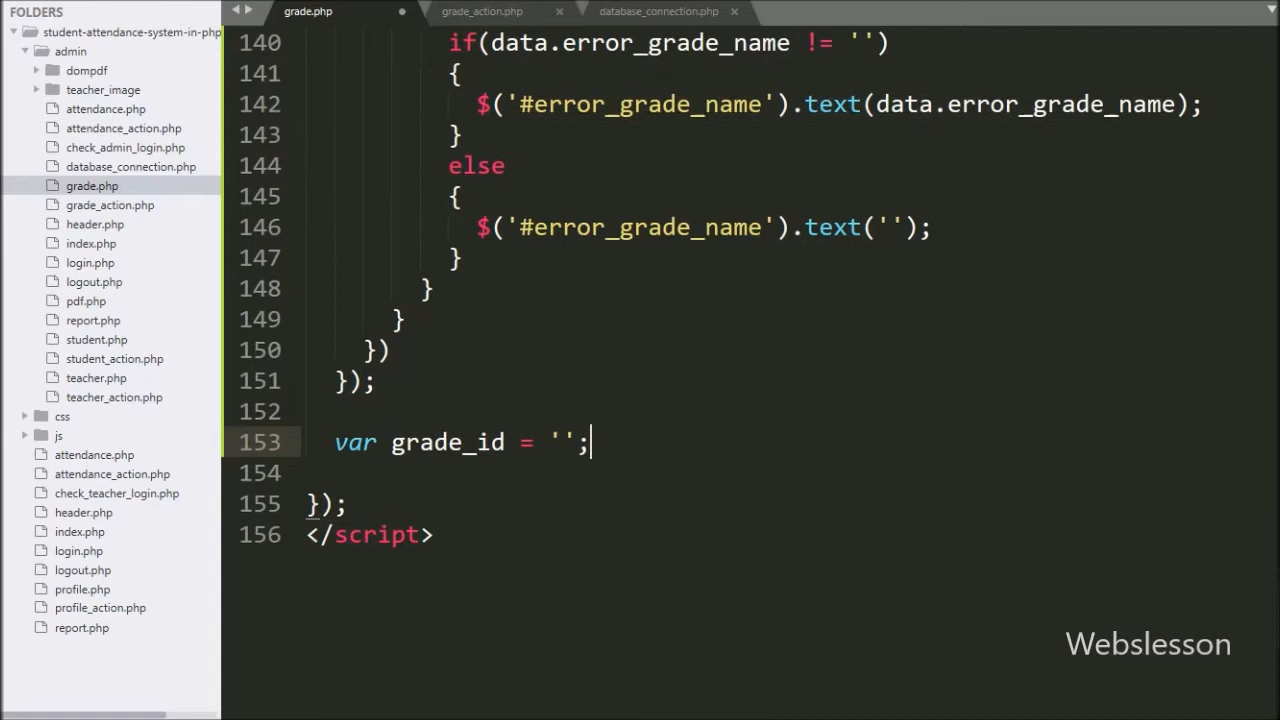 FOLDERS
student-attendance-system-in-php
admin
dompdf
teacher_image
attendance.php
attendance_action.php
check_admin_login.php
database_connection.php
grade.php
grade_action.php
header.php
index.php
login.php
logout.php
pdf.php
report.php
student.php
student_action.php
teacher.php
teacher_action.php
css
js
attendance.php
attendance_action.php
check_teacher_login.php
header.php
index.php
login.php
logout.php
profile.php
profile_action.php
report.php
grade.php
grade_action.php
database_connection.php
140 if(data.error_grade_name != '')
141 {
142 $('#error_grade_name').text(data.error_grade_name);
143 }
144 else
145 {
146 $('#error_grade_name').text('');
147 }
148 }
149 }
150 })
151 });
152
153 var grade_id = '';
154
155 });
156 </script>
Webslesson